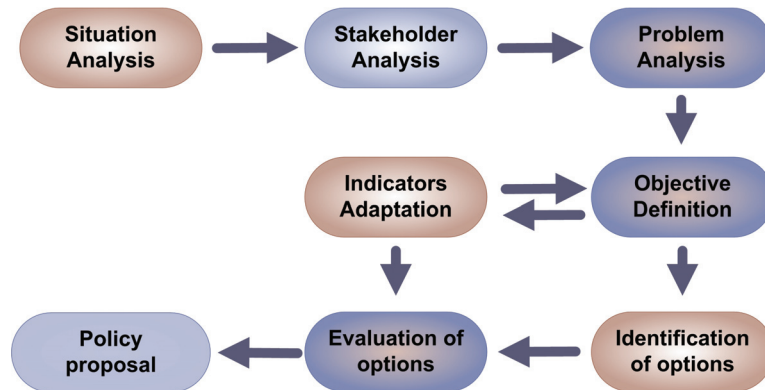 Situation
Analysis
Stakeholder
Analysis
Problem
Analysis
Indicators
Adaptation
Objective
Definition
Policy
proposal
Evaluation of
options
Identification
of options